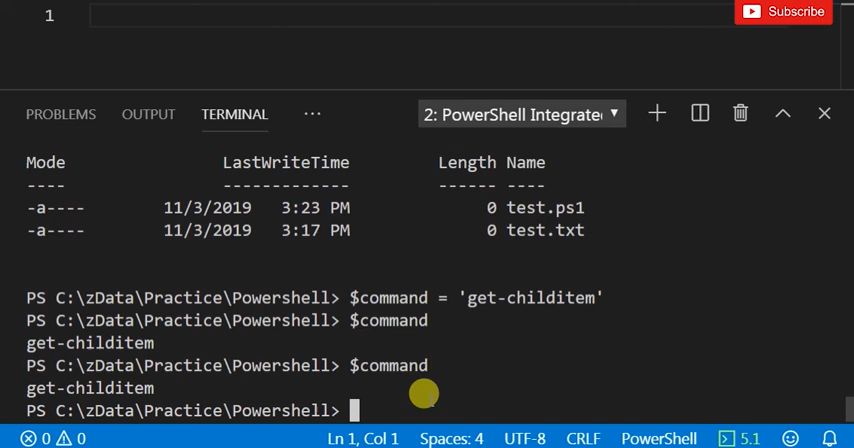 Subscribe
1
PROBLEMS OUTPUT TERMINAL ... 2: PowerShell Integrate
Mode LastWriteTime Length Name
---- ------------- ------ ----
-a---- 11/3/2019 3:23 PM 0 test.ps1
-a---- 11/3/2019 3:17 PM 0 test.txt
PS C:\zData\Practice\Powershell> $command = 'get-childitem'
PS C:\zData\Practice\Powershell> $command
get-childitem
PS C:\zData\Practice\Powershell> $command
get-childitem
PS C:\zData\Practice\Powershell>
0 0 Ln 1, Col 1 Spaces: 4 UTF-8 CRLF PowerShell 5.1